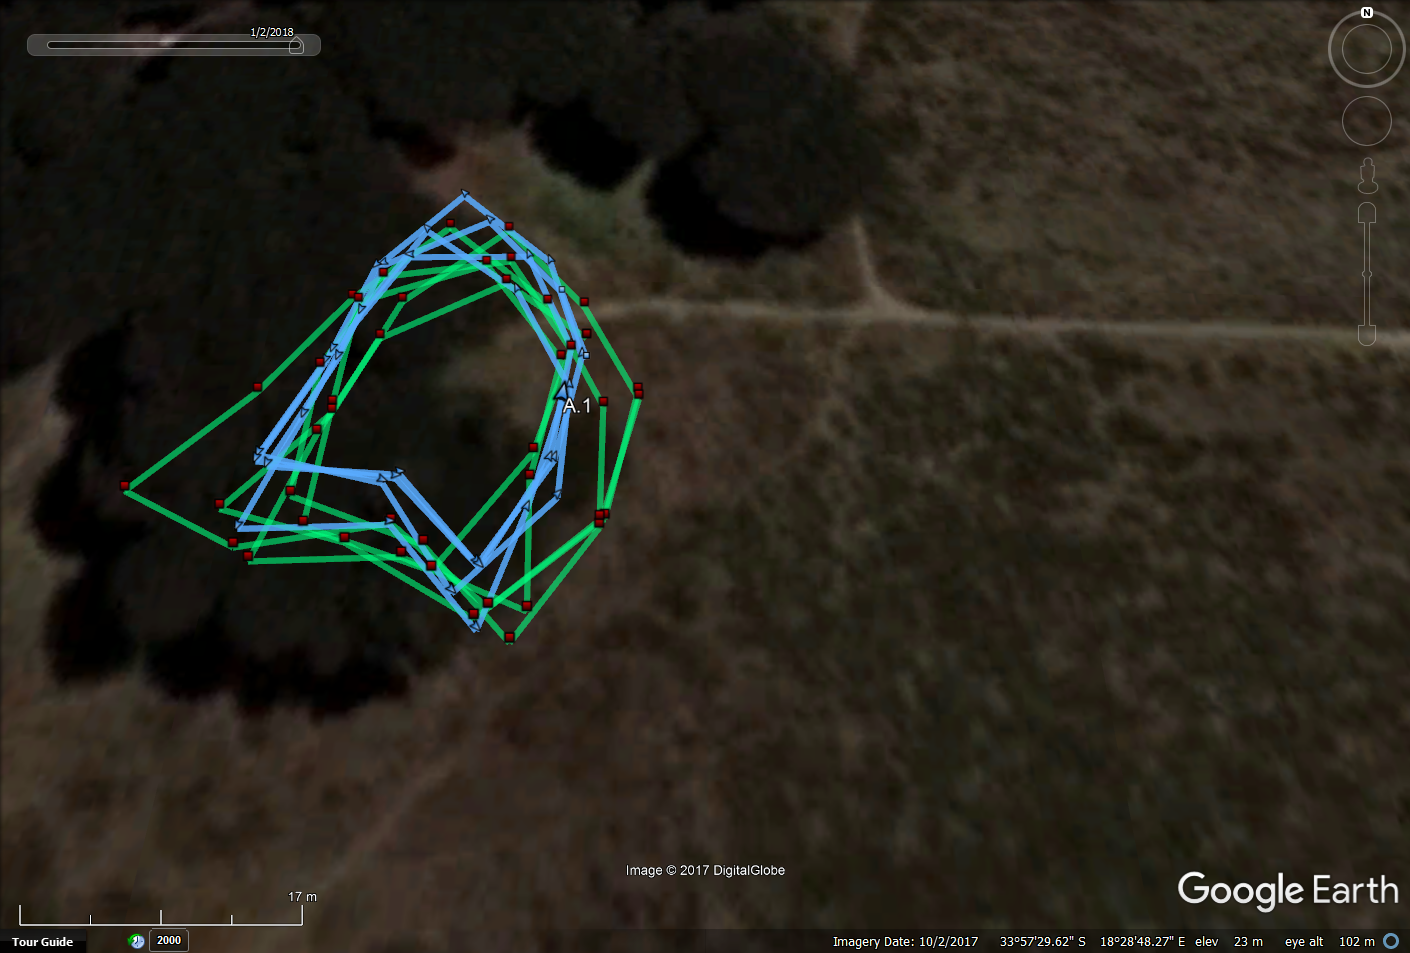 1/2/2018
N
A.1
Image © 2017 DigitalGlobe
Google Earth
17 m
Tour Guide
2000
Imagery Date: 10/2/2017 33°57'29.62" S 18°28'48.27" E elev 23 m eye alt 102 m